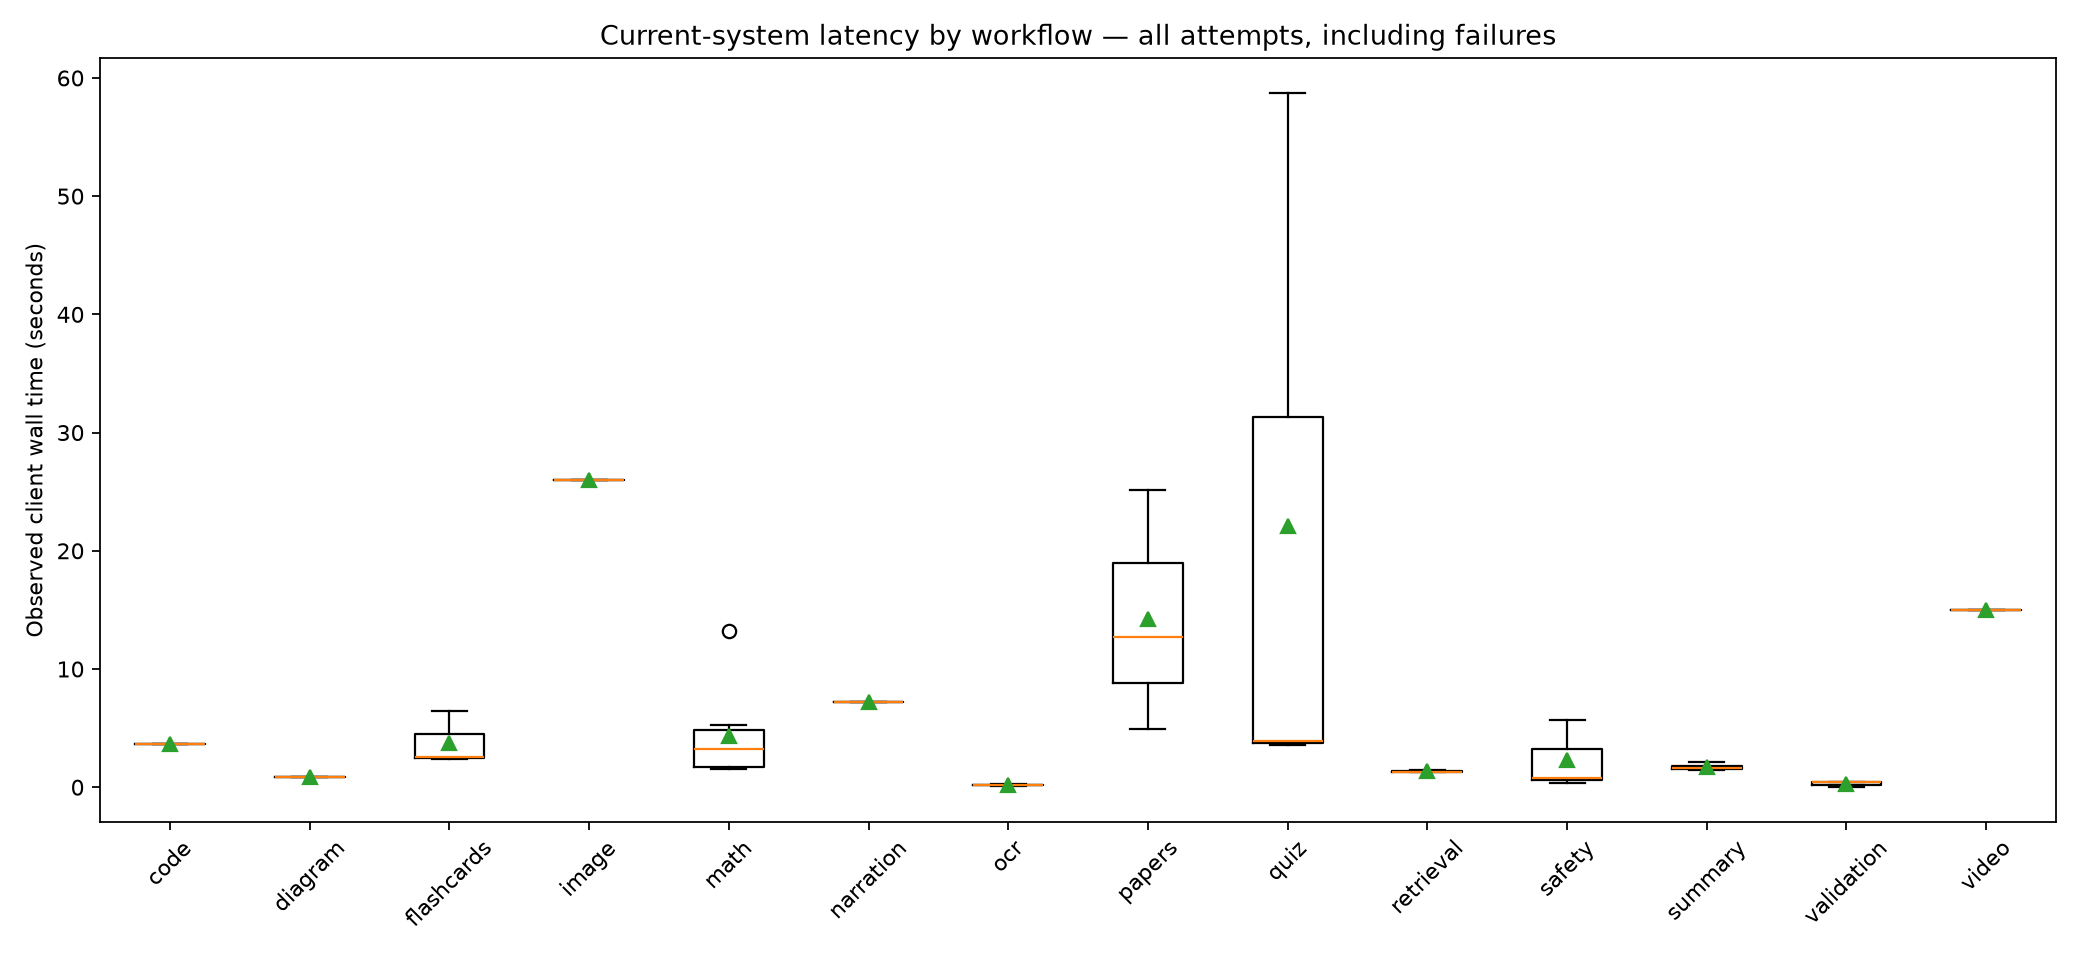 Current-system latency by workflow — all attempts, including failures
Observed client wall time (seconds)
60
50
40
30
20
10
0
code
diagram
flashcards
image
math
narration
ocr
papers
quiz
retrieval
safety
summary
validation
video